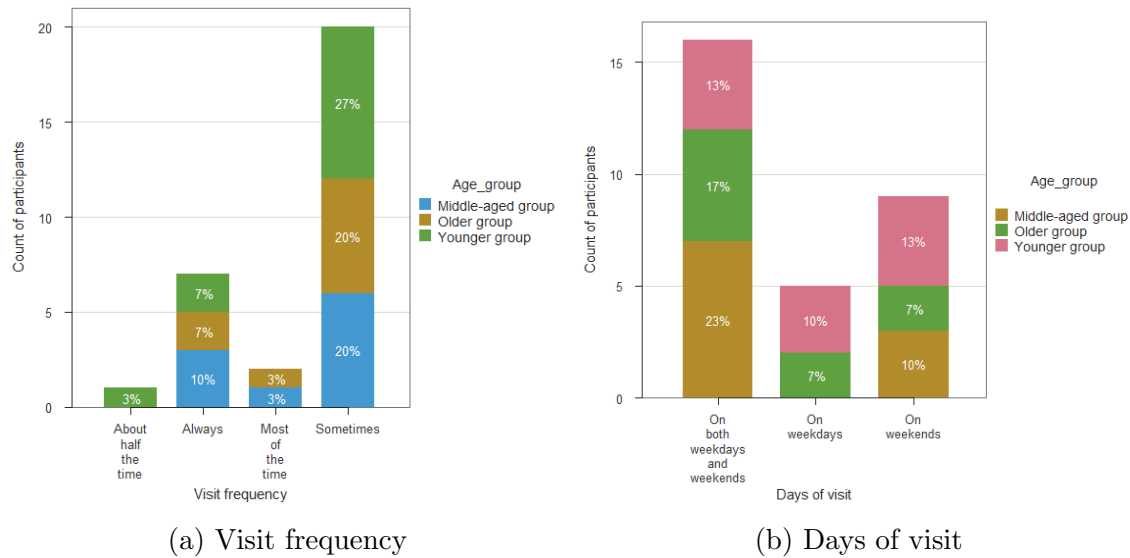 20
15
10
5
0
Count of participants
27%
20%
20%
7%
7%
10%
3%
3%
3%
About
half
the
time
Always
Most
of
the
time
Sometimes
Visit frequency
Age_group
Middle-aged group
Older group
Younger group
(a) Visit frequency
15
10
5
0
Count of participants
13%
17%
23%
10%
7%
13%
7%
10%
On
both
weekdays
and
weekends
On
weekdays
On
weekends
Days of visit
Age_group
Middle-aged group
Older group
Younger group
(b) Days of visit